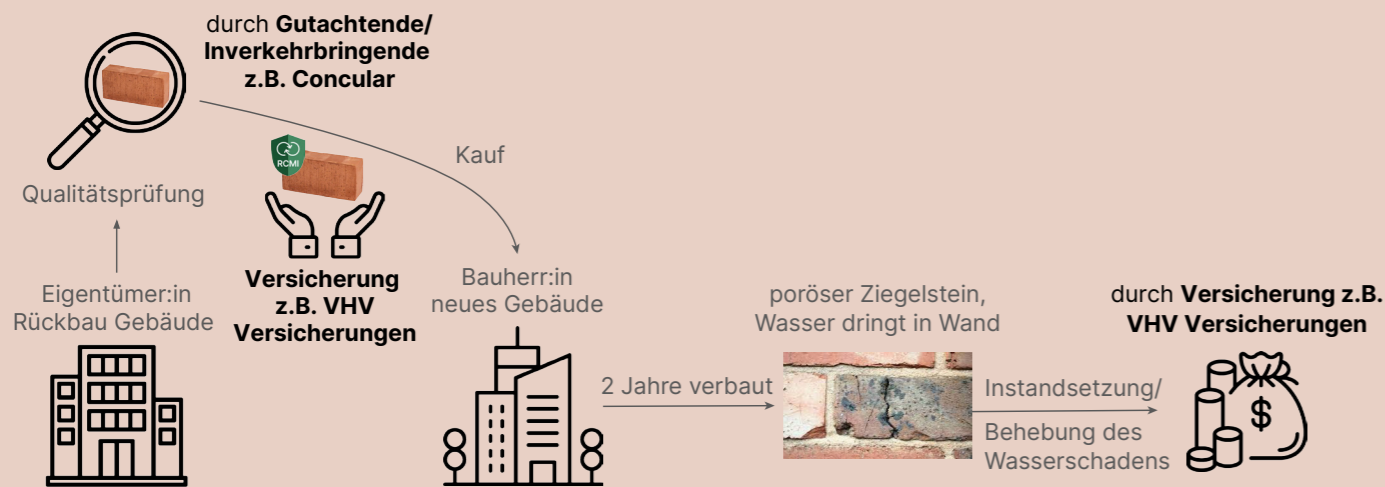 durch Gutachtende/
Inverkehrbringende
z.B. Concular
Qualitätsprüfung
RCMI
Kauf
Versicherung
z.B. VHV
Versicherungen
Eigentümer:in
Rückbau Gebäude
Bauherr:in
neues Gebäude
2 Jahre verbaut
poröser Ziegelstein,
Wasser dringt in Wand
Instandsetzung/
Behebung des
Wasserschadens
durch Versicherung z.B.
VHV Versicherungen
$